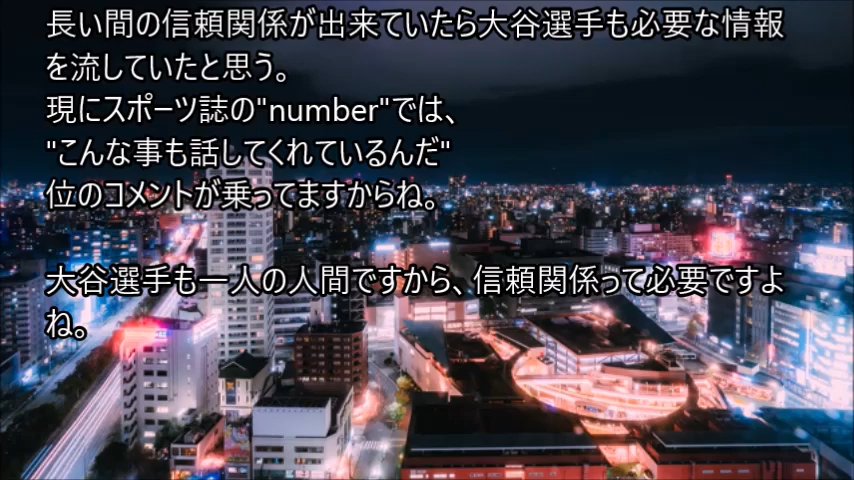 長い間の信頼関係が出来ていたら大谷選手も必要な情報
を流していたと思う。
現にスポーツ誌の"number"では、
"こんな事も話してくれているんだ"
位のコメントが乗ってますからね。
大谷選手も一人の人間ですから、信頼関係って必要ですよ
ね。